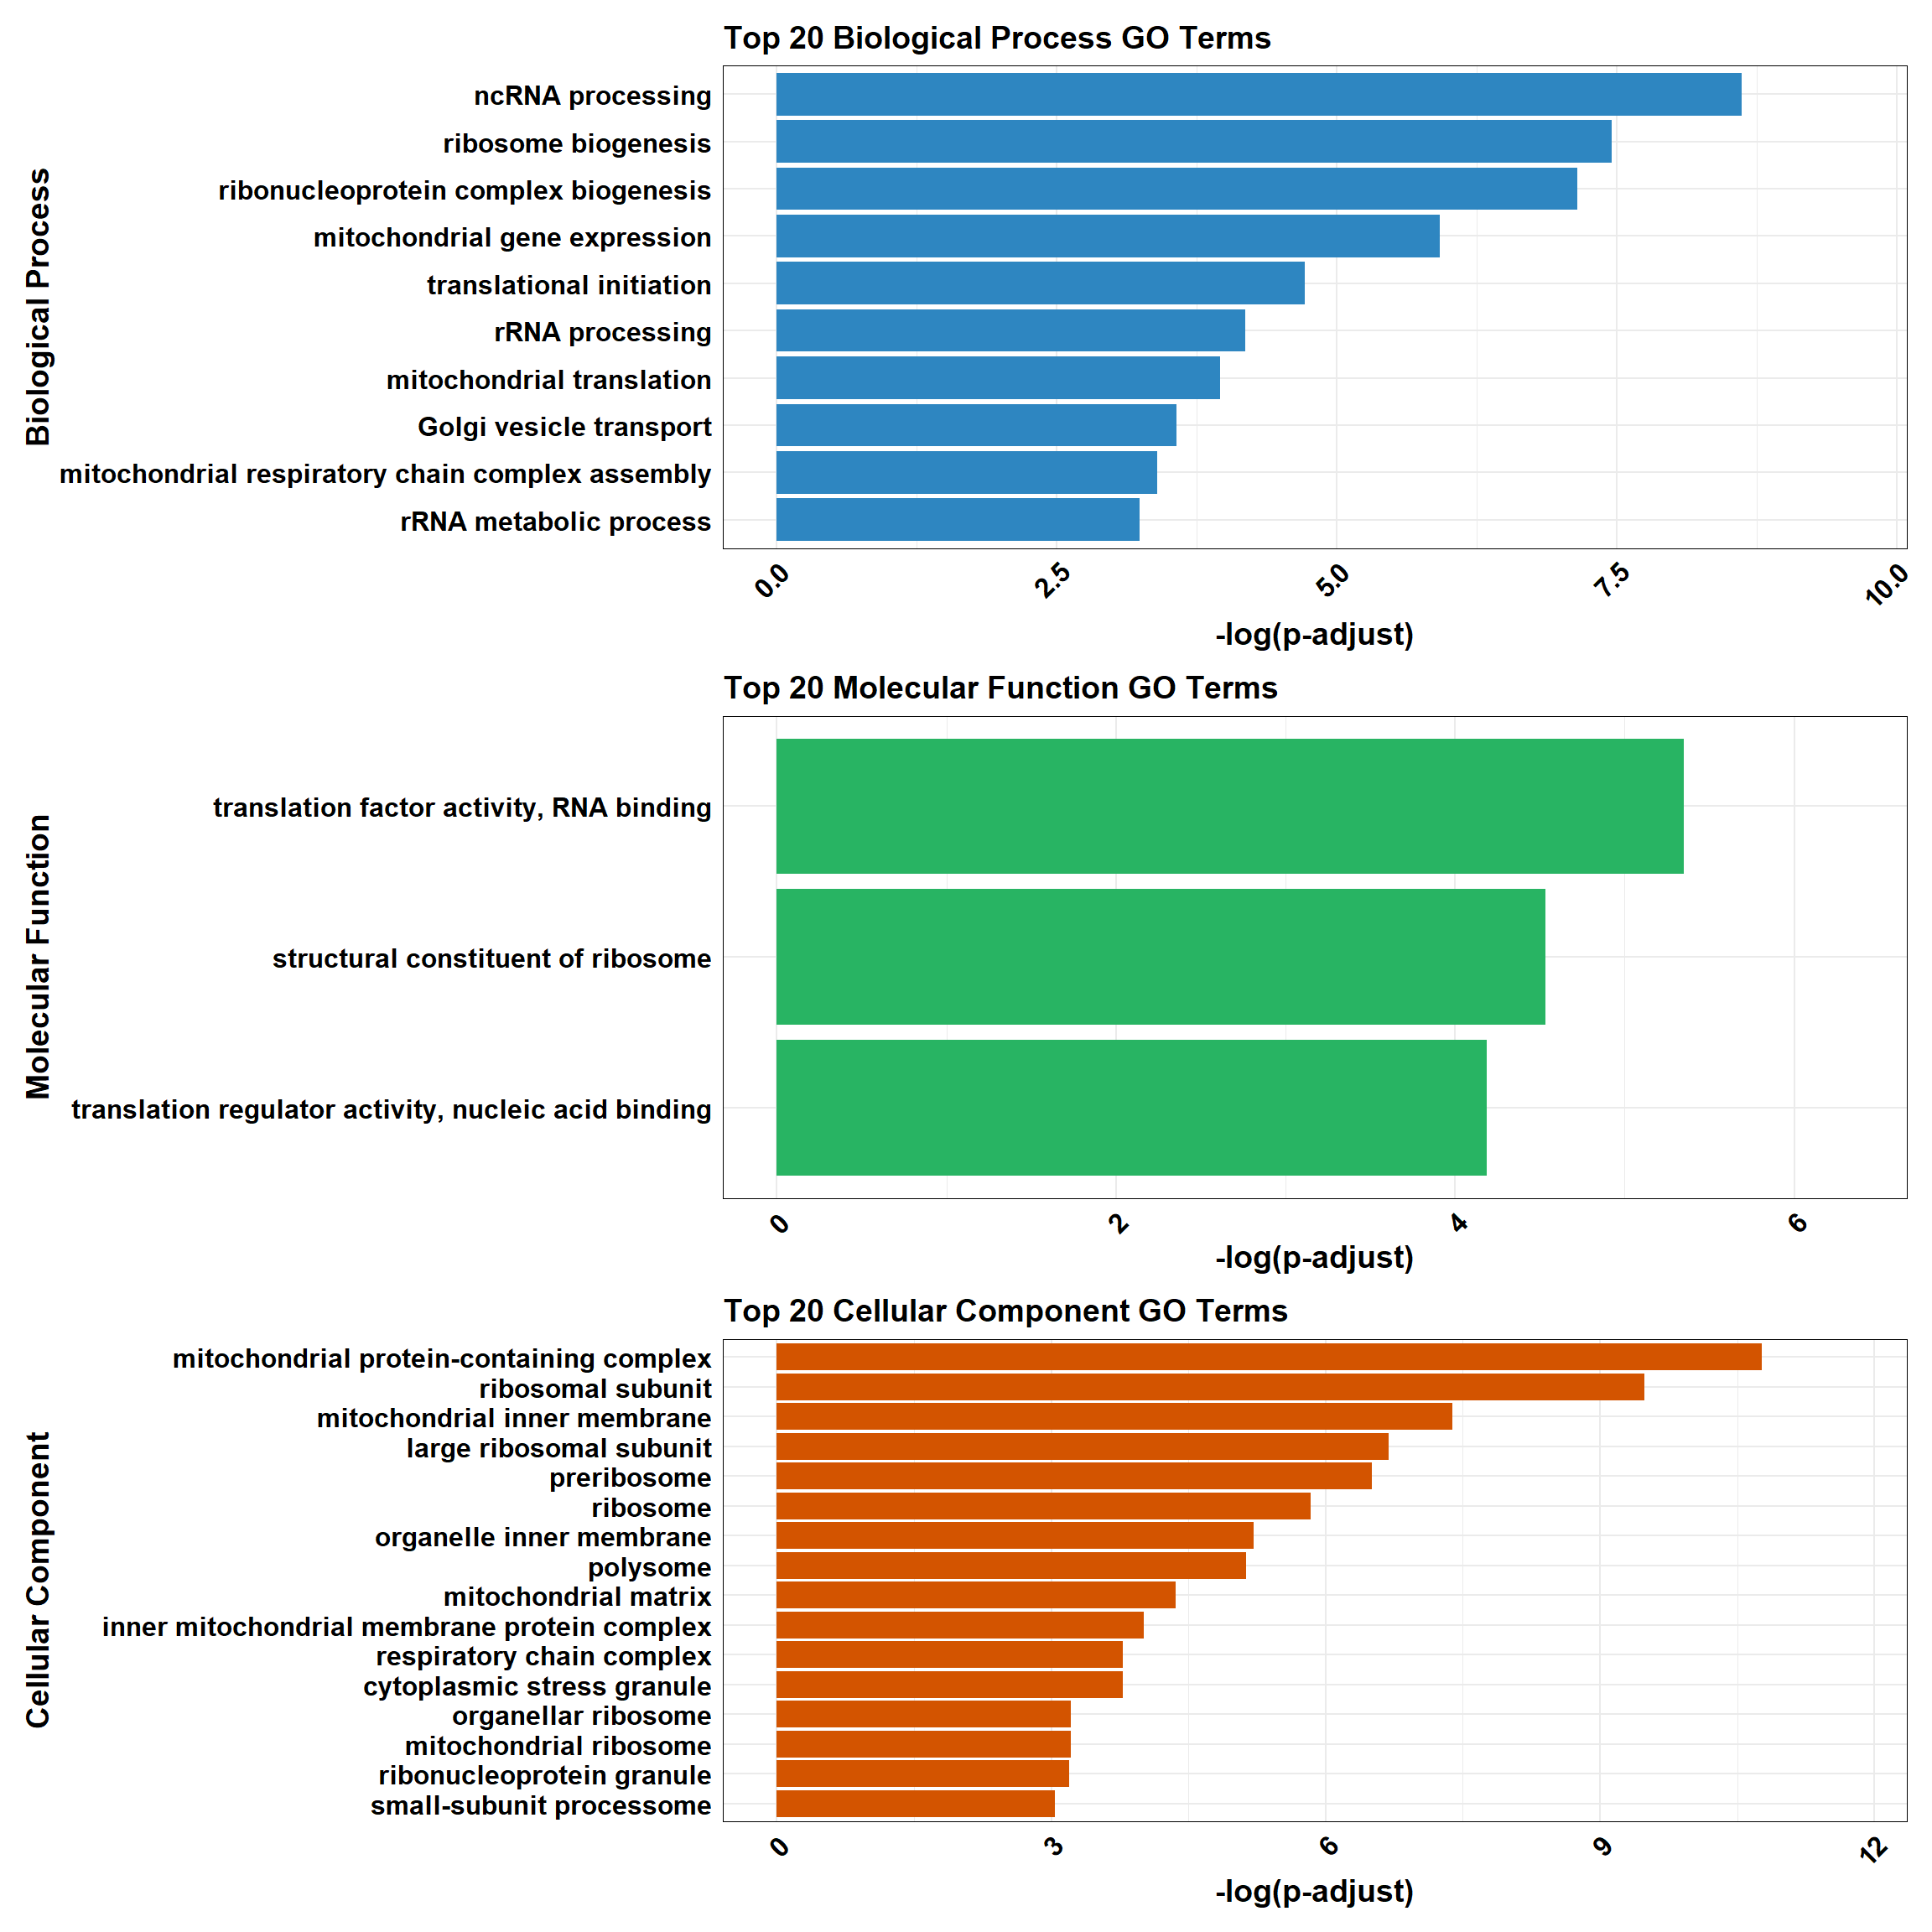 Top 20 Biological Process GO Terms
Biological Process
ncRNA processing
ribosome biogenesis
ribonucleoprotein complex biogenesis
mitochondrial gene expression
translational initiation
rRNA processing
mitochondrial translation
Golgi vesicle transport
mitochondrial respiratory chain complex assembly
rRNA metabolic process
0.0 2.5 5.0 7.5 10.0
-log(p-adjust)
Top 20 Molecular Function GO Terms
Molecular Function
translation factor activity, RNA binding
structural constituent of ribosome
translation regulator activity, nucleic acid binding
0 2 4 6
-log(p-adjust)
Top 20 Cellular Component GO Terms
Cellular Component
mitochondrial protein-containing complex
ribosomal subunit
mitochondrial inner membrane
large ribosomal subunit
preribosome
ribosome
organelle inner membrane
polysome
mitochondrial matrix
inner mitochondrial membrane protein complex
respiratory chain complex
cytoplasmic stress granule
organellar ribosome
mitochondrial ribosome
ribonucleoprotein granule
small-subunit processome
0 3 6 9 12
-log(p-adjust)